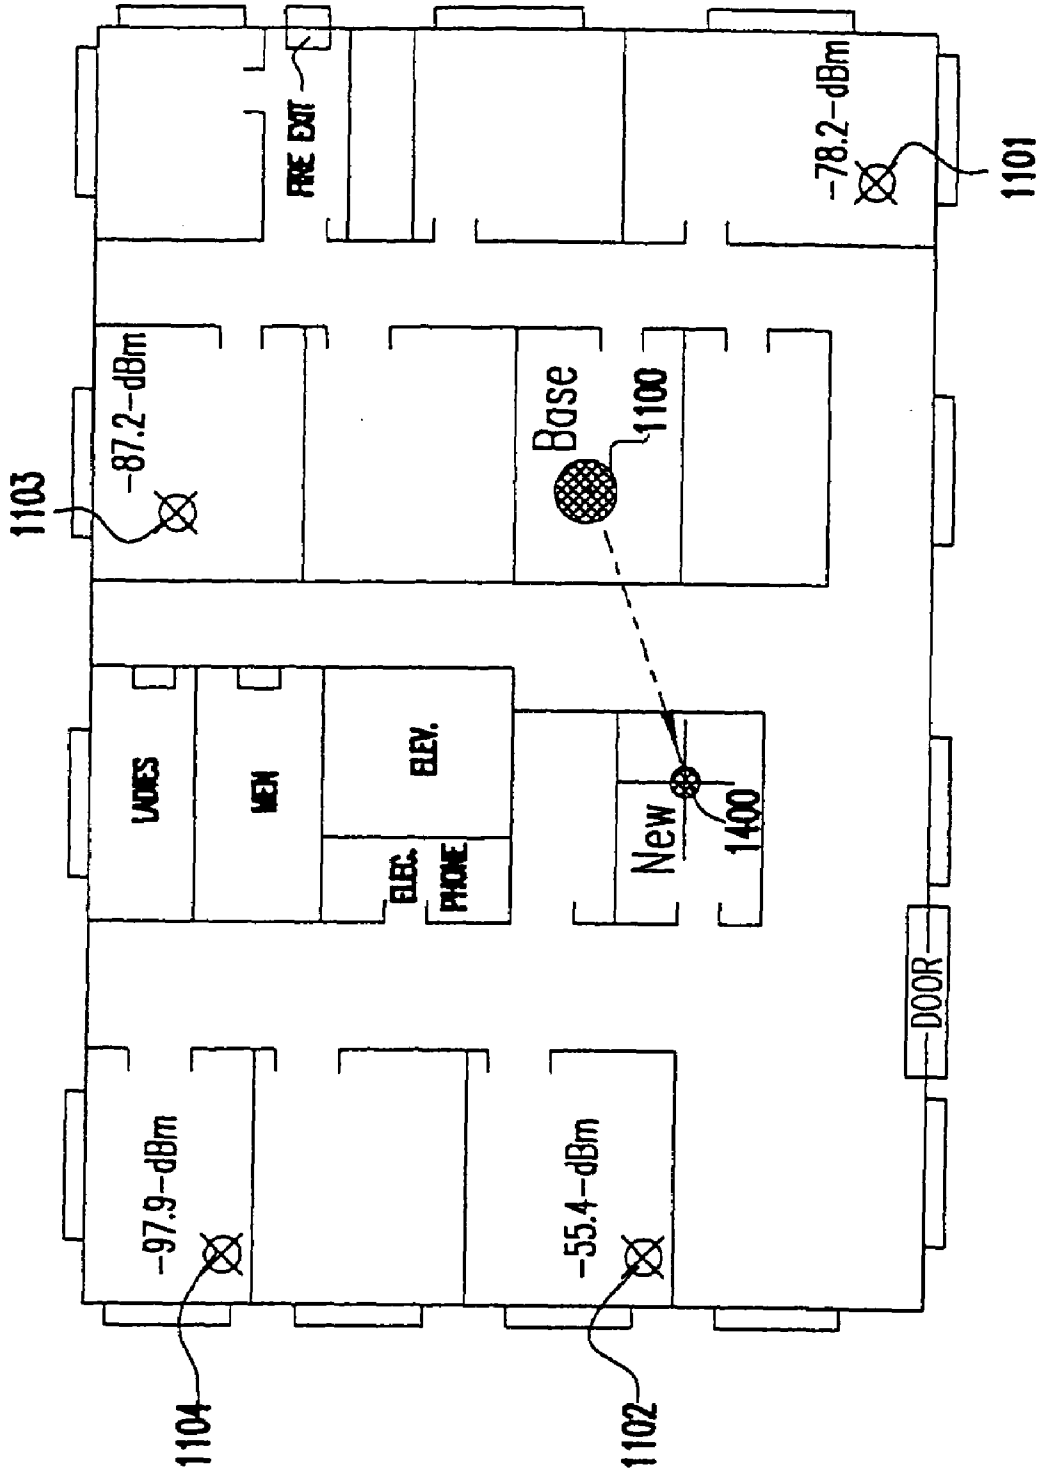 1104
1103
-97.9-dBm
LADIES
-87.2-dBm
MEN
FIRE EXIT
ELEC.
PHONE
ELEV.
1102
-55.4-dBm
New
1400
Base
1100
-78.2-dBm
1101
DOOR